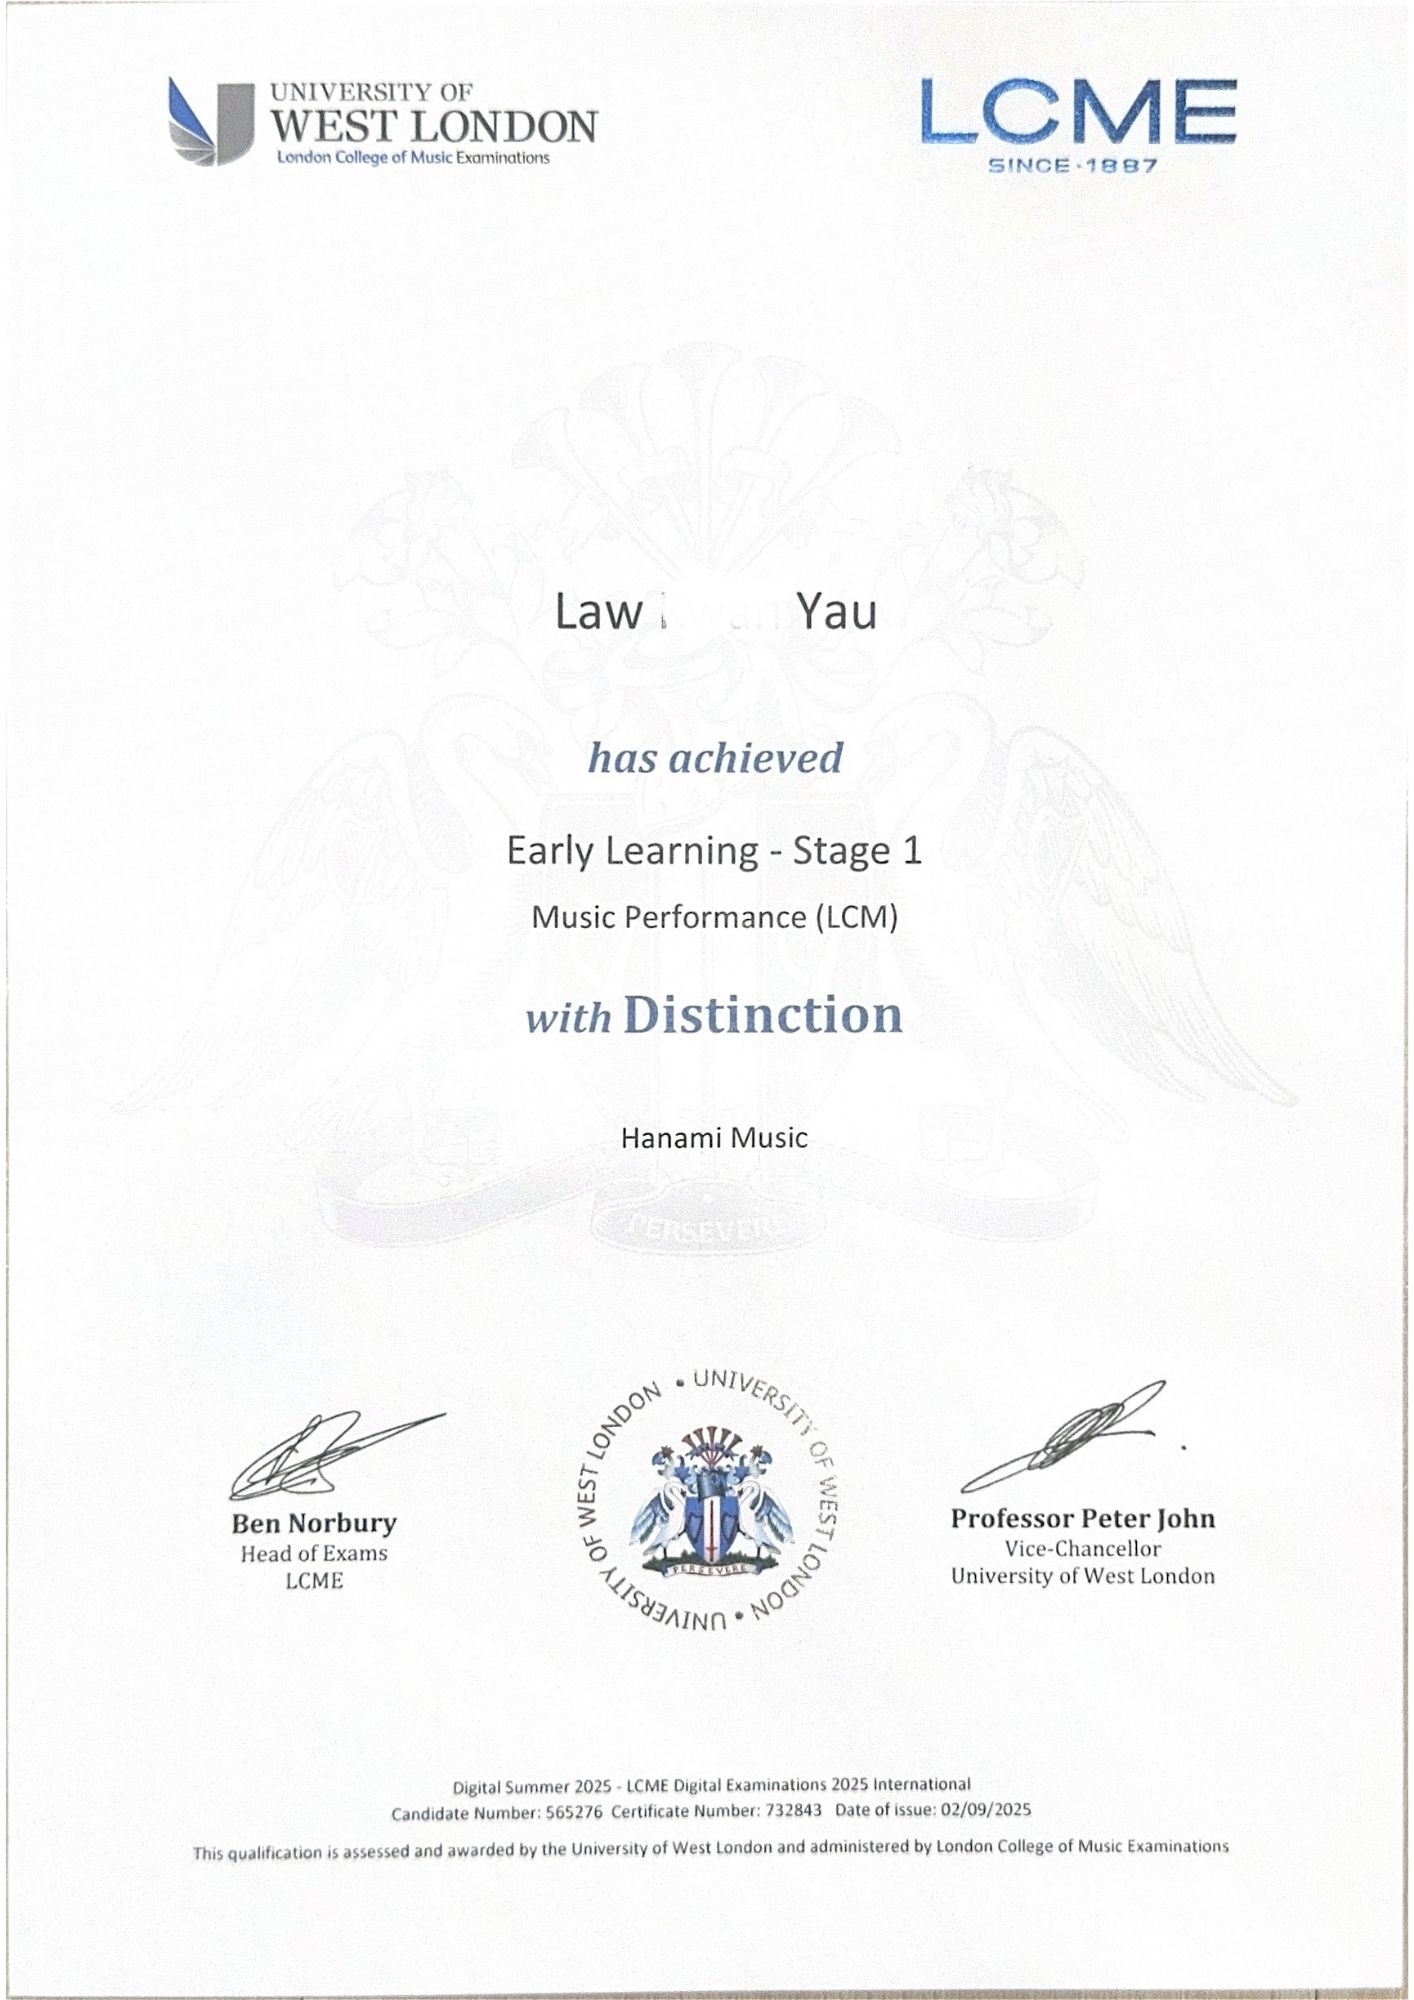 UNIVERSITY OF
WEST LONDON
London College of Music Examinations
LCME
SINCE · 1887
Law Yau
has achieved
Early Learning - Stage 1
Music Performance (LCM)
with Distinction
Hanami Music
PERSEVERE
• UNIVERSITY OF WEST LONDON • UNIVERSITY OF WEST LONDON
PERSEVERE
Ben Norbury
Head of Exams
LCME
Professor Peter John
Vice-Chancellor
University of West London
Digital Summer 2025 - LCME Digital Examinations 2025 International
Candidate Number: 565276 Certificate Number: 732843 Date of issue: 02/09/2025
This qualification is assessed and awarded by the University of West London and administered by London College of Music Examinations